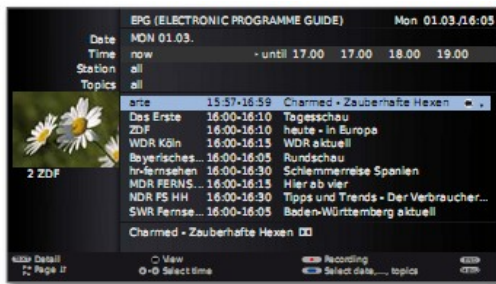 EPG (ELECTRONIC PROGRAMME GUIDE) Mon 01.03./16:05
Date MON 01.03.
Time now - until 17.00 17.00 18.00 19.00
Station all
Topics all
arte 15:57-16:59 Charmed - Zauberhafte Hexen
Das Erste 16:00-16:10 Tagesschau
ZDF 16:00-16:10 heute - in Europa
WDR Köln 16:00-16:15 WDR aktuell
Bayerisches... 16:00-16:05 Rundschau
hr-fernsehen 16:00-16:30 Schlemmerreise Spanien
MDR FERNS... 16:00-16:15 Hier ab vier
NDR FS HH 16:00-16:30 Tipps und Trends - Der Verbraucher...
SWR Fernse... 16:00-16:05 Baden-Württemberg aktuell
2 ZDF
Charmed - Zauberhafte Hexen
Detail View Recording
Page Select time Select date,..., topics